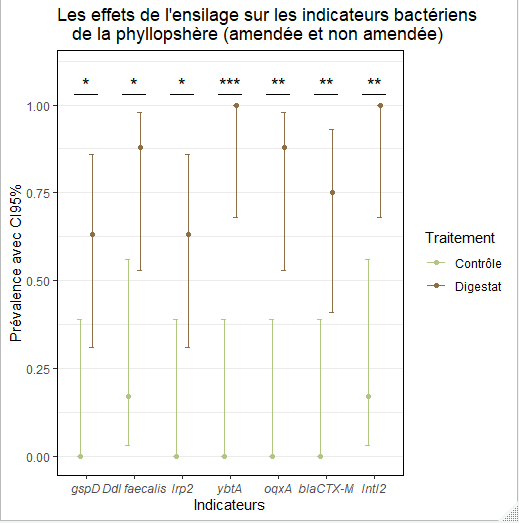 Les effets de l'ensilage sur les indicateurs bactériens
de la phyllopshère (amendée et non amendée)
* * * *** ** ** **
1.00
0.75
0.50
0.25
0.00
Prévalence avec CI95%
gspD Ddl faecalis lrp2 ybtA oqxA blaCTX-M IntI2
Indicateurs
Traitement
Contrôle
Digestat